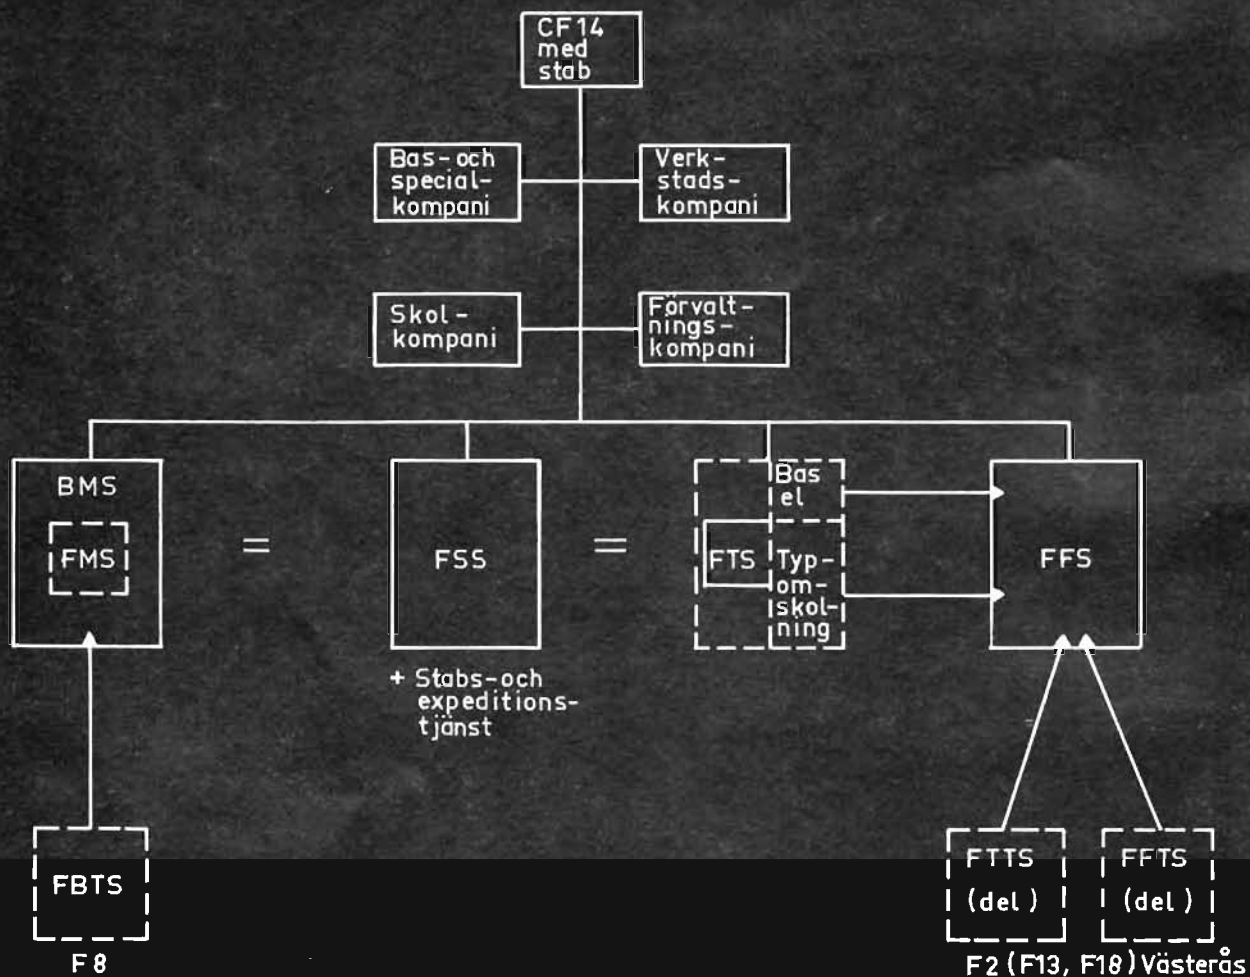 CF14
med
stab
Bas-och
special-
kompani
Verk-
stads-
kompani
Skol-
kompani
Förvalt-
nings-
kompani
BMS
FMS
=
FSS
+ Stabs-och
expeditions-
tjänst
=
Bas
el
FTS
Typ-
om-
skol-
ning
FFS
FBTS
F8
FTTS
(del)
FFTS
(del)
F2 (F13, F18) Västerås